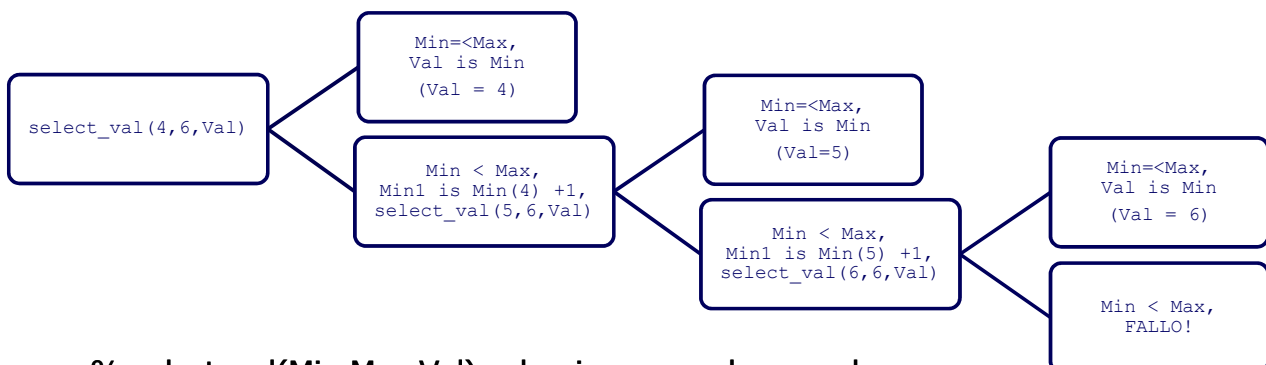 select_val(4,6,Val)
Min=<Max,
Val is Min
(Val = 4)
Min < Max,
Min1 is Min(4) +1,
select_val(5,6,Val)
Min=<Max,
Val is Min
(Val=5)
Min < Max,
Min1 is Min(5) +1,
select_val(6,6,Val)
Min=<Max,
Val is Min
(Val = 6)
Min < Max,
FALLO!